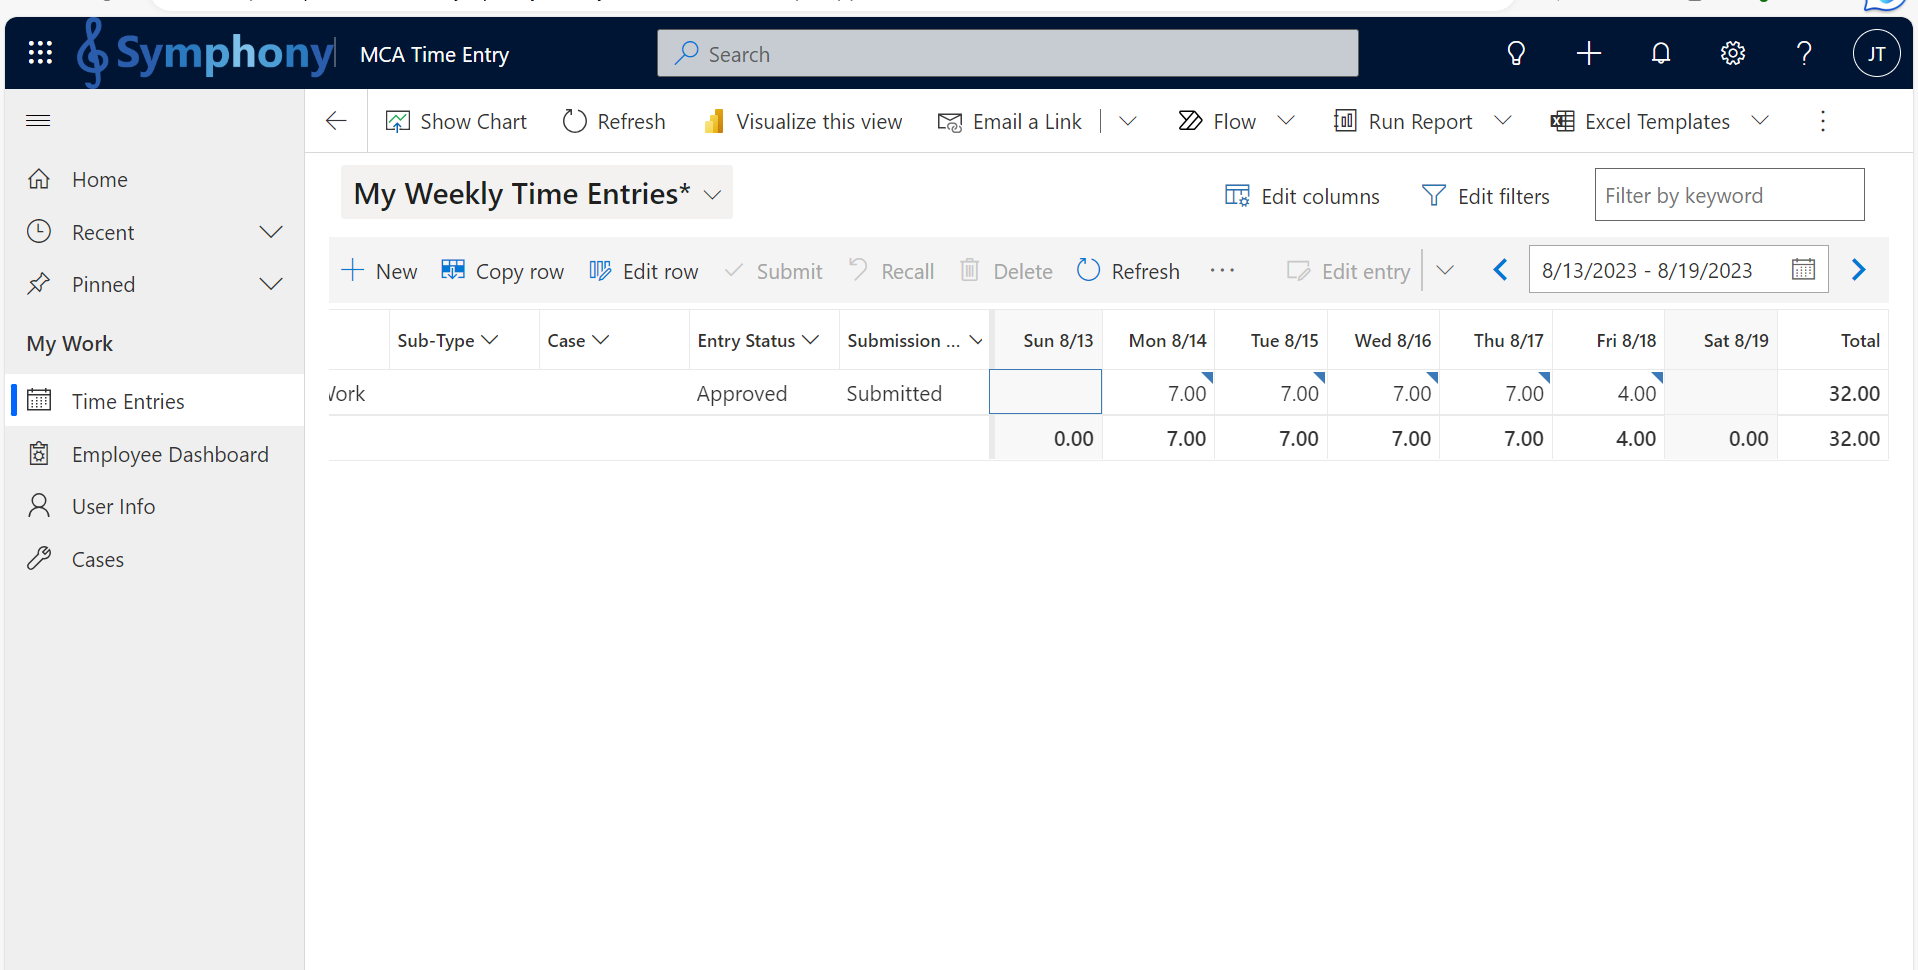 Symphony MCA Time Entry Search JT
Show Chart Refresh Visualize this view Email a Link Flow Run Report Excel Templates
Home
Recent
Pinned
My Work
Time Entries
Employee Dashboard
User Info
Cases
My Weekly Time Entries* Edit columns Edit filters Filter by keyword
New Copy row Edit row Submit Recall Delete Refresh ... Edit entry 8/13/2023 - 8/19/2023
Sub-Type Case Entry Status Submission ... Sun 8/13 Mon 8/14 Tue 8/15 Wed 8/16 Thu 8/17 Fri 8/18 Sat 8/19 Total
Approved Submitted 7.00 7.00 7.00 7.00 4.00 32.00
0.00 7.00 7.00 7.00 7.00 4.00 0.00 32.00